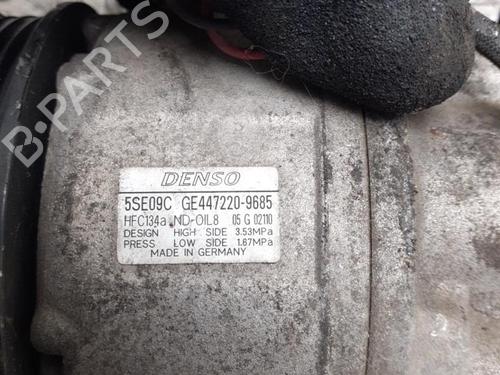 DENSO
5SE09C GE447220-9685
HFC134a ND-OIL8 05 G 02110
DESIGN HIGH SIDE 3.53MPa
PRESS LOW SIDE 1.87MPa
MADE IN GERMANY
B-PARTS